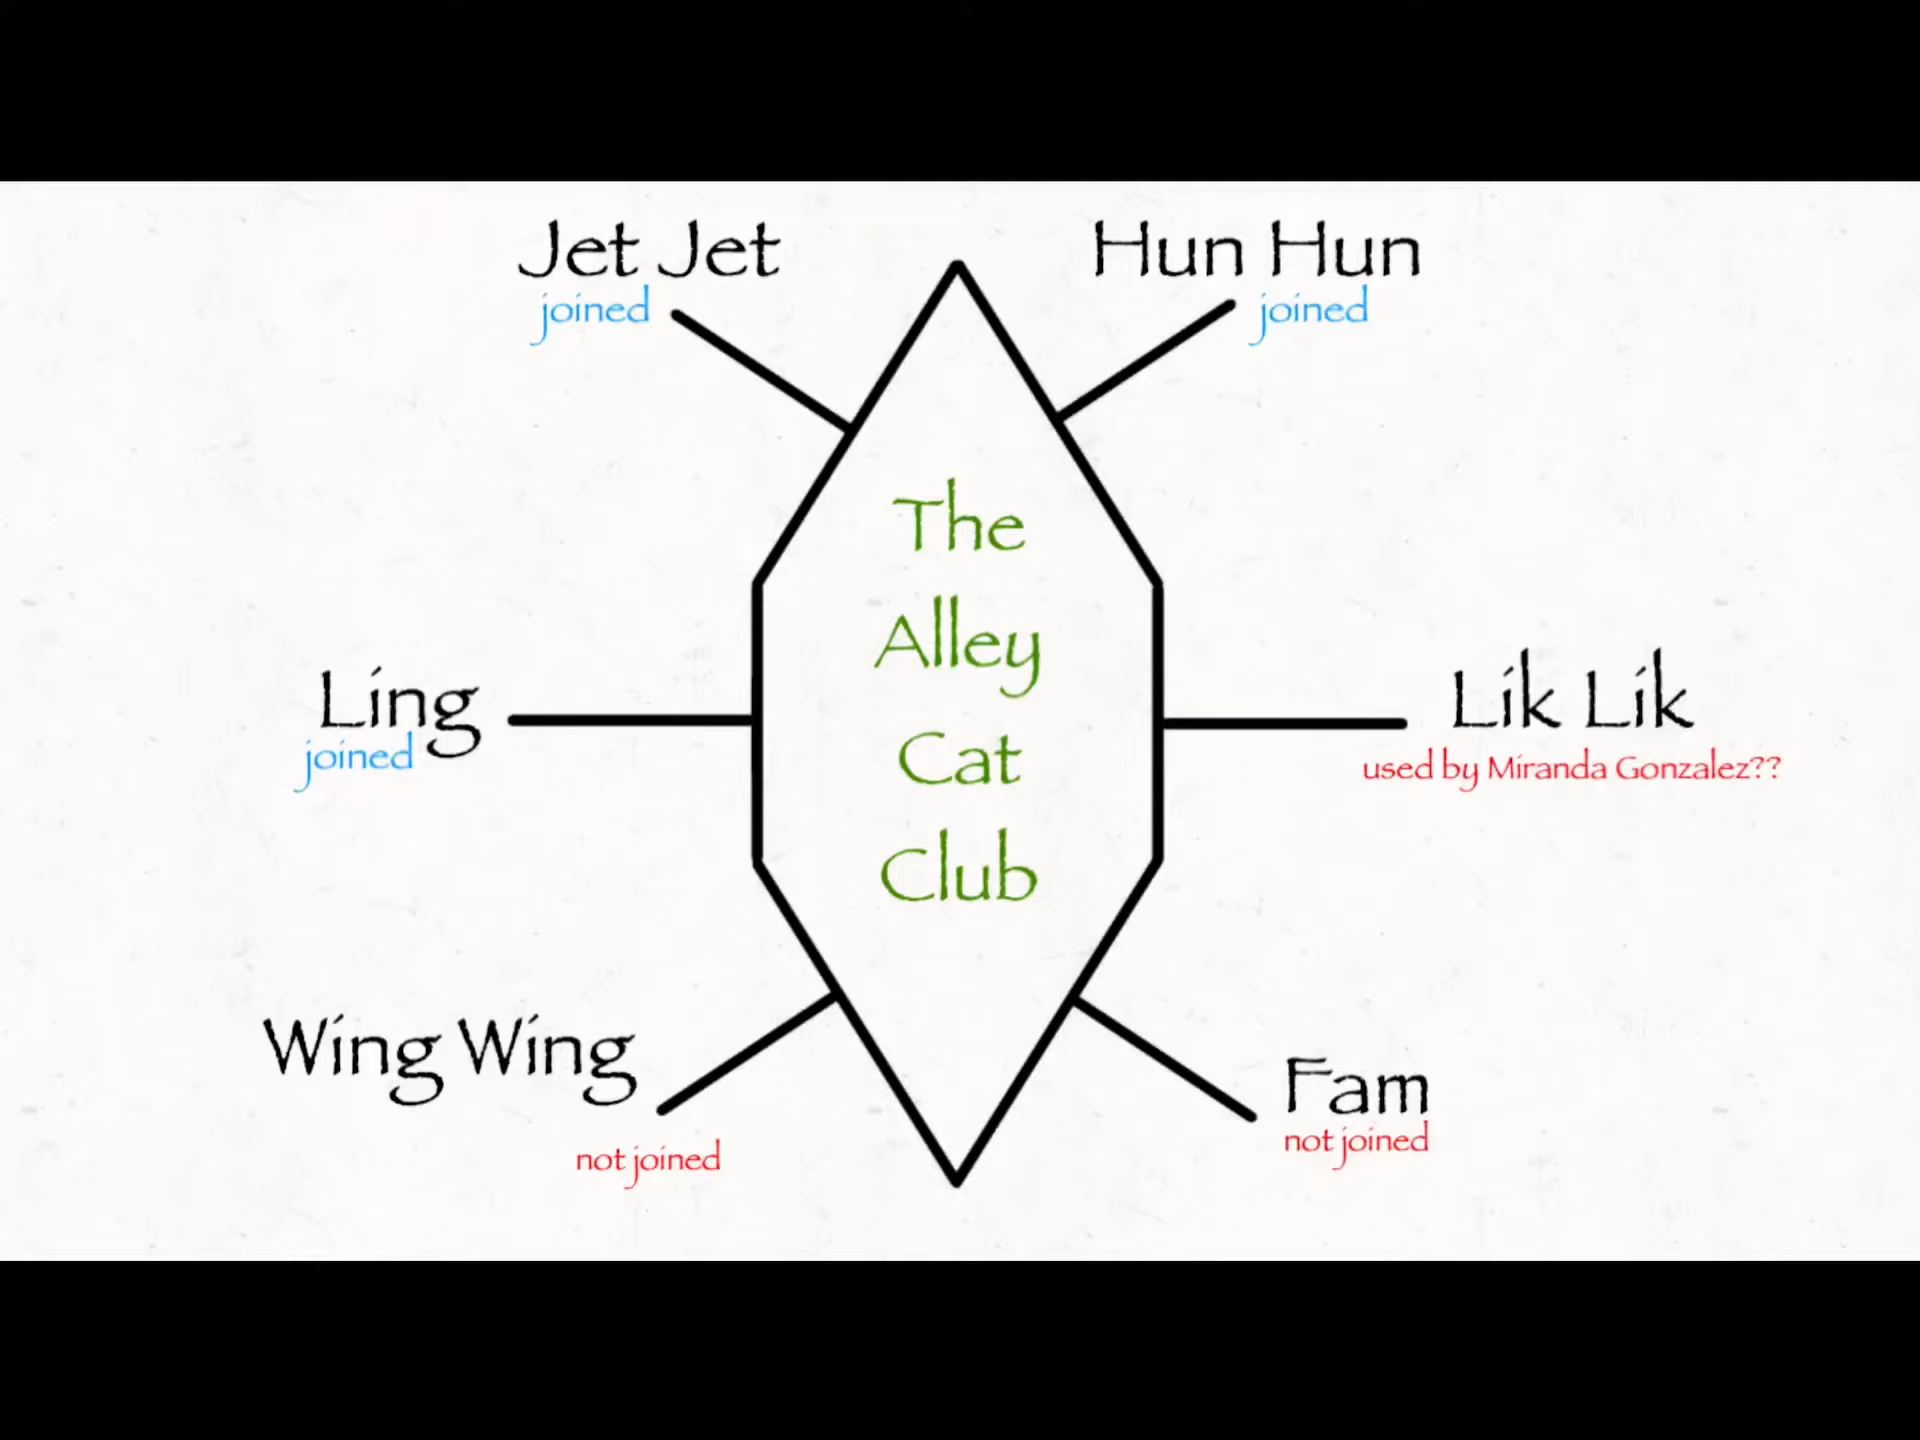 Jet Jet
joined
Hun Hun
joined
The
Alley
Cat
Club
Ling
joined
Lik Lik
used by Miranda Gonzalez??
Wing Wing
not joined
Fam
not joined